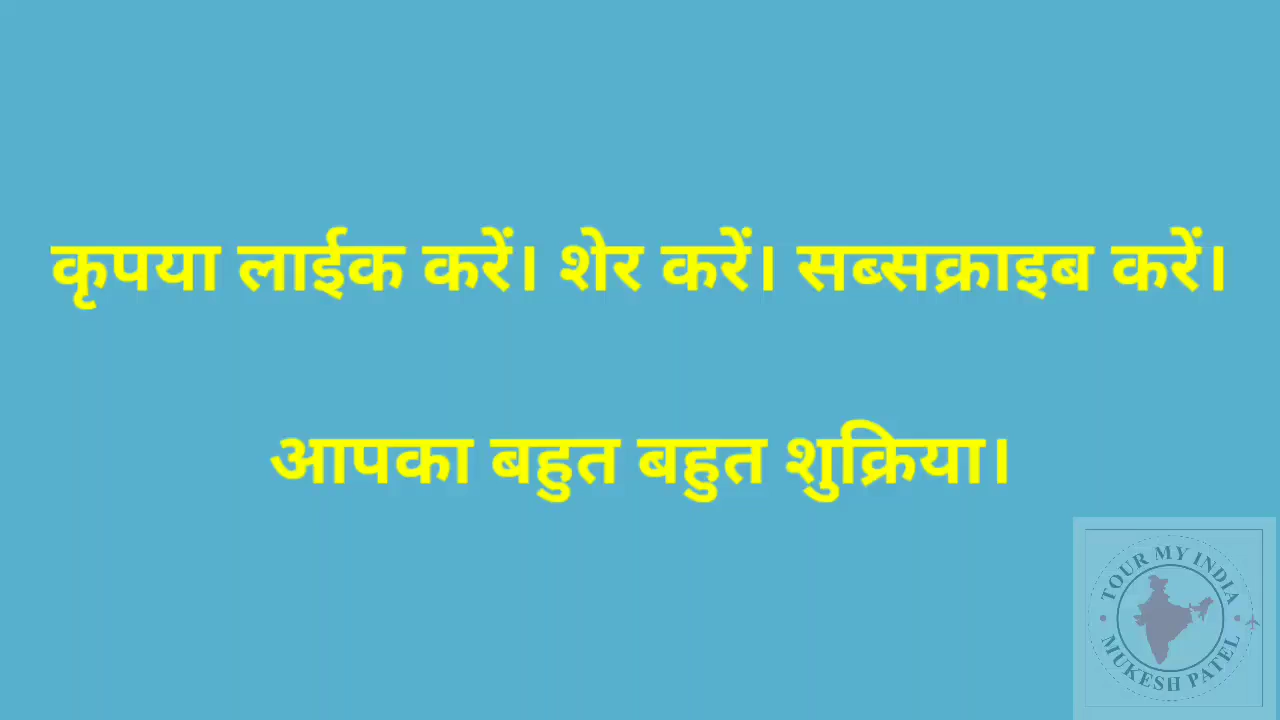 कृपया लाईक करें। शेर करें। सब्सक्राइब करें।
आपका बहुत बहुत शुक्रिया।
TOUR MY INDIA
MUKESH PATEL